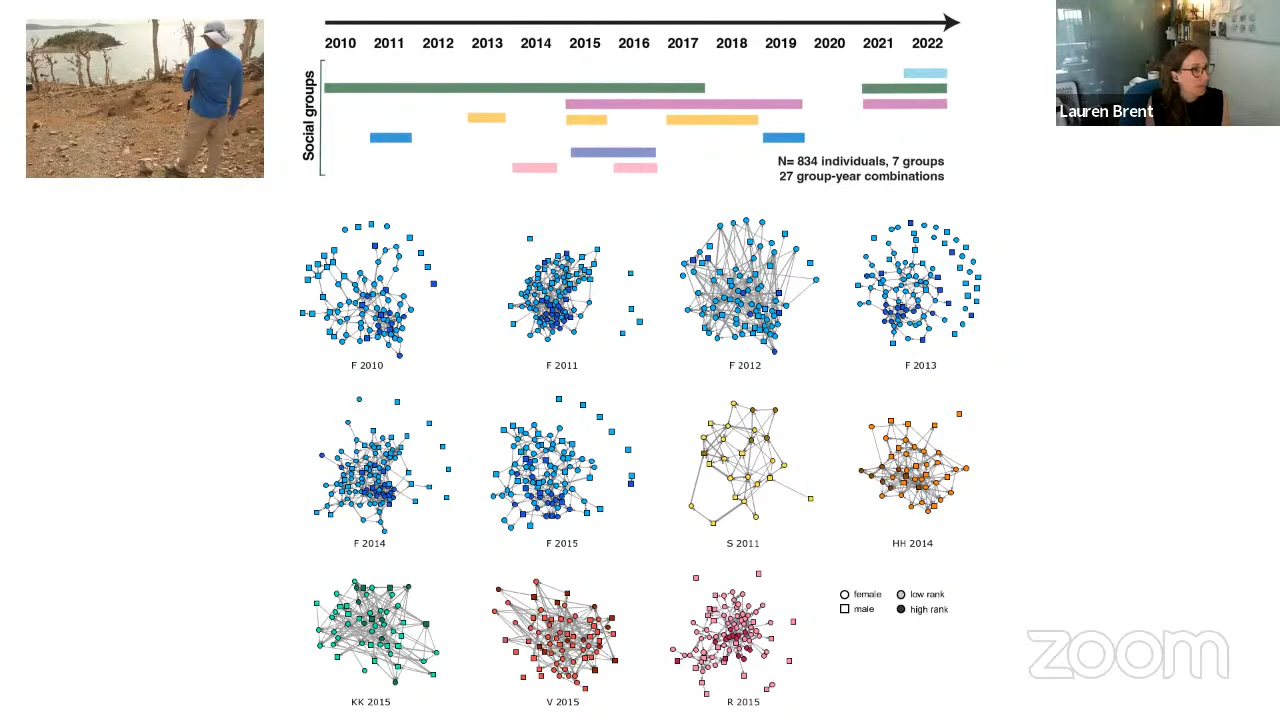 2010 2011 2012 2013 2014 2015 2016 2017 2018 2019 2020 2021 2022
Lauren Brent
Social groups
N= 834 individuals, 7 groups
27 group-year combinations
F 2010 F 2011 F 2012 F 2013
F 2014 F 2015 S 2011 HH 2014
female low rank
male high rank
KK 2015 V 2015 R 2015
zoom